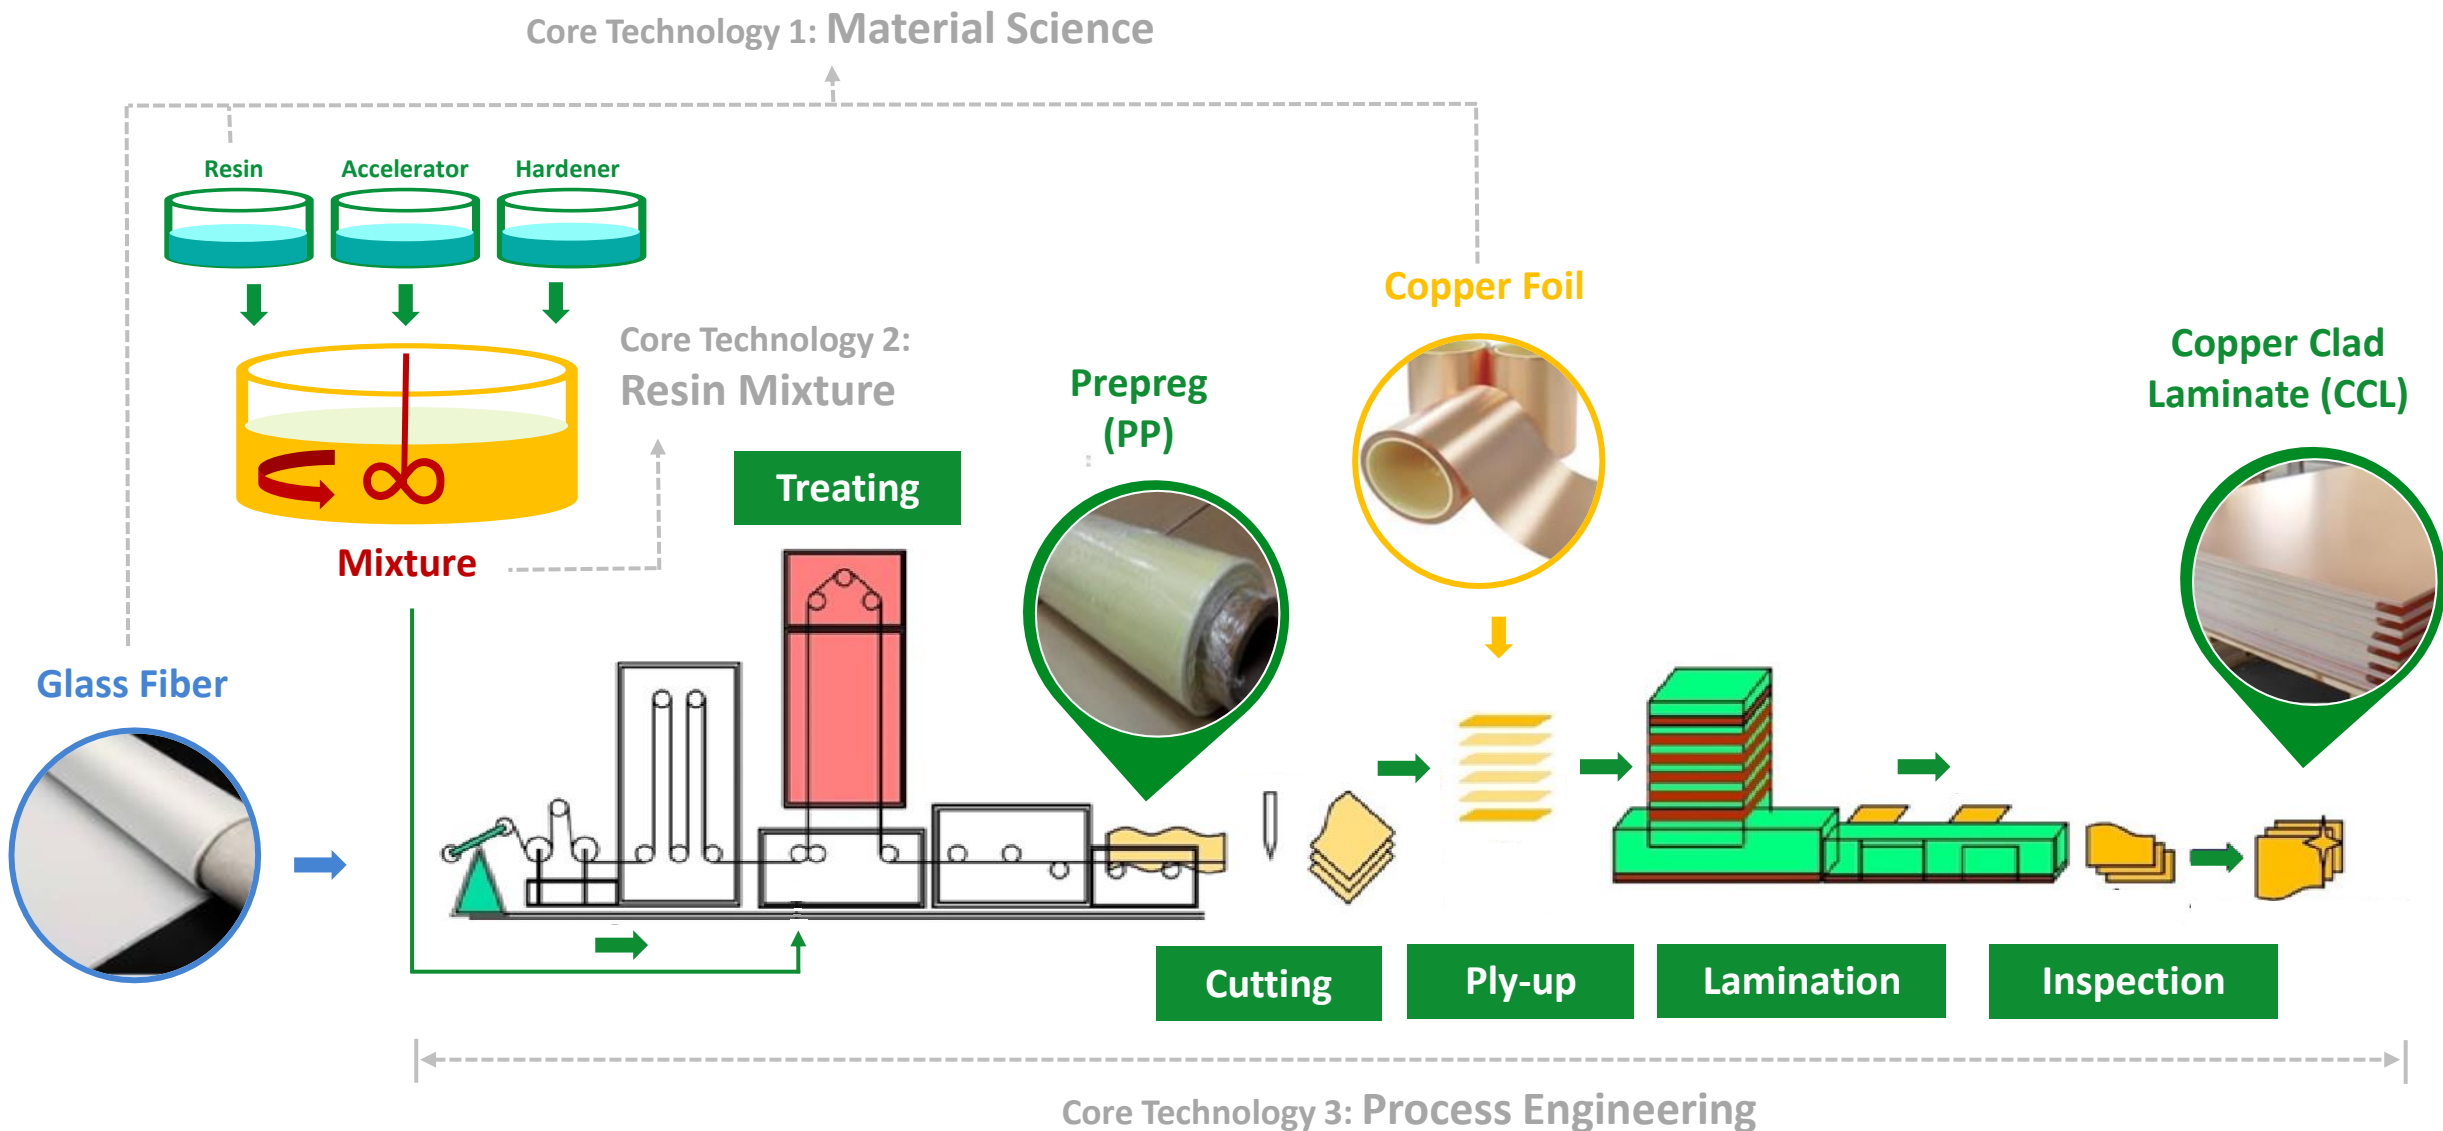 Core Technology 1: Material Science
Resin
Accelerator
Hardener
Core Technology 2:
Resin Mixture
Mixture
Glass Fiber
Treating
Prepreg
(PP)
Copper Foil
Copper Clad
Laminate (CCL)
Cutting
Ply-up
Lamination
Inspection
Core Technology 3: Process Engineering